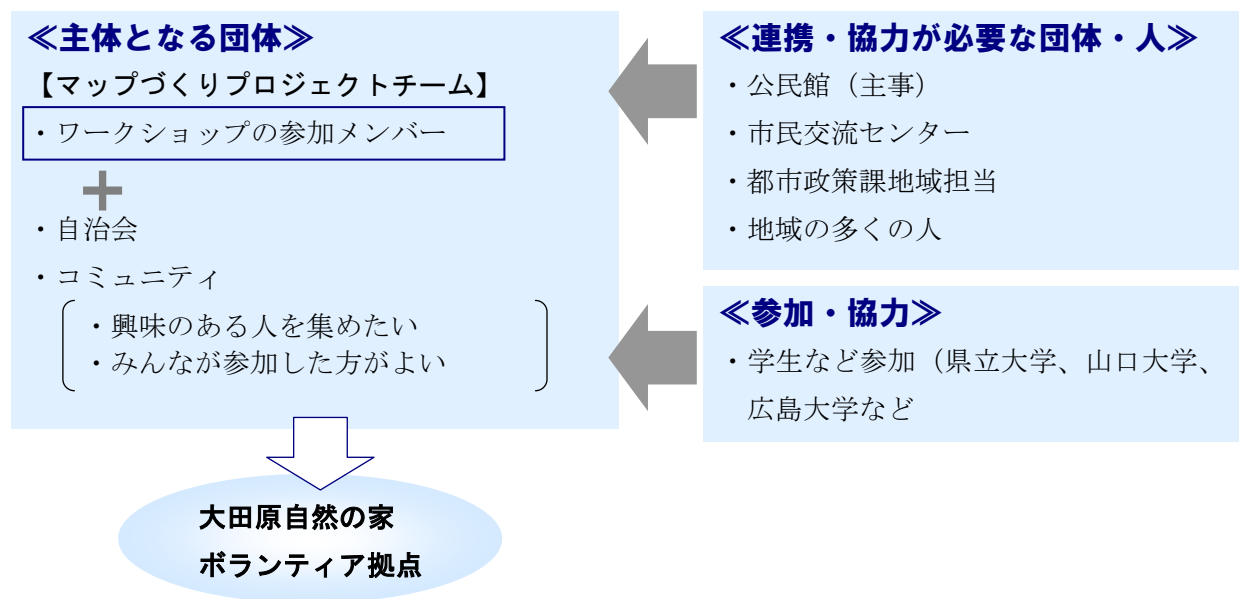 ≪主体となる団体≫
【マップづくりプロジェクトチーム】
・ワークショップの参加メンバー
＋
・自治会
・コミュニティ
・興味のある人を集めたい
・みんなが参加した方がよい
大田原自然の家
ボランティア拠点
≪連携・協力が必要な団体・人≫
・公民館（主事）
・市民交流センター
・都市政策課地域担当
・地域の多くの人
≪参加・協力≫
・学生など参加（県立大学、山口大学、
広島大学など